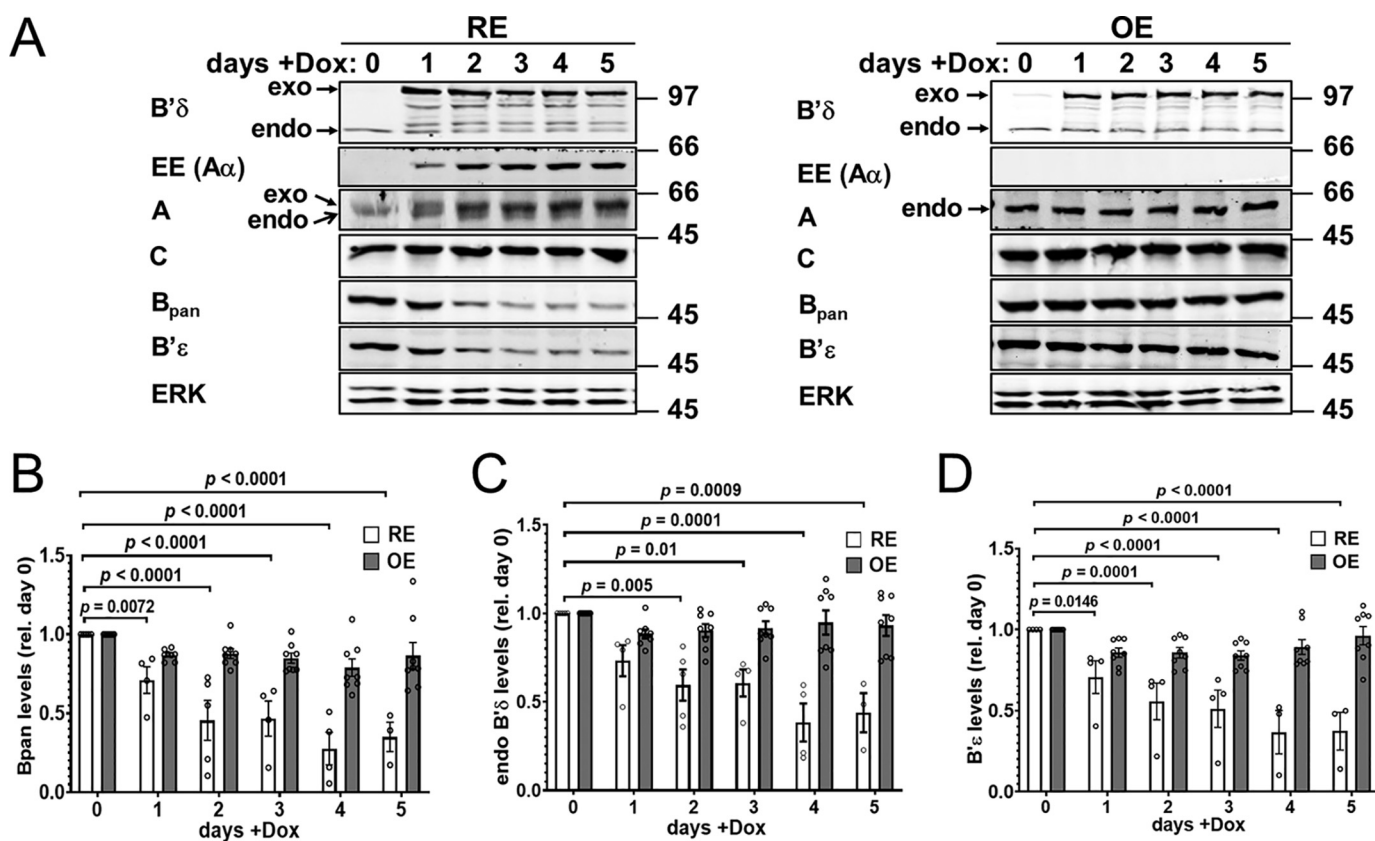 A
RE
days +Dox: 0 1 2 3 4 5
B'δ
exo
endo
97
66
EE (Aα)
66
A
exo
endo
45
C
Bpan
45
B'ε
45
ERK
45
OE
days +Dox: 0 1 2 3 4 5
B'δ
exo
endo
97
66
EE (Aα)
66
A
endo
45
C
Bpan
45
B'ε
45
ERK
45
B
p < 0.0001
p < 0.0001
p < 0.0001
p < 0.0001
p = 0.0072
RE
OE
Bpan levels (rel. day 0)
1.5
1.0
0.5
0.0
0 1 2 3 4 5
days +Dox
C
p = 0.0009
p = 0.0001
p = 0.01
p = 0.005
RE
OE
endo B'δ levels (rel. day 0)
1.5
1.0
0.5
0.0
0 1 2 3 4 5
days +Dox
D
p < 0.0001
p < 0.0001
p < 0.0001
p = 0.0001
p = 0.0146
RE
OE
B'ε levels (rel. day 0)
1.5
1.0
0.5
0.0
0 1 2 3 4 5
days +Dox